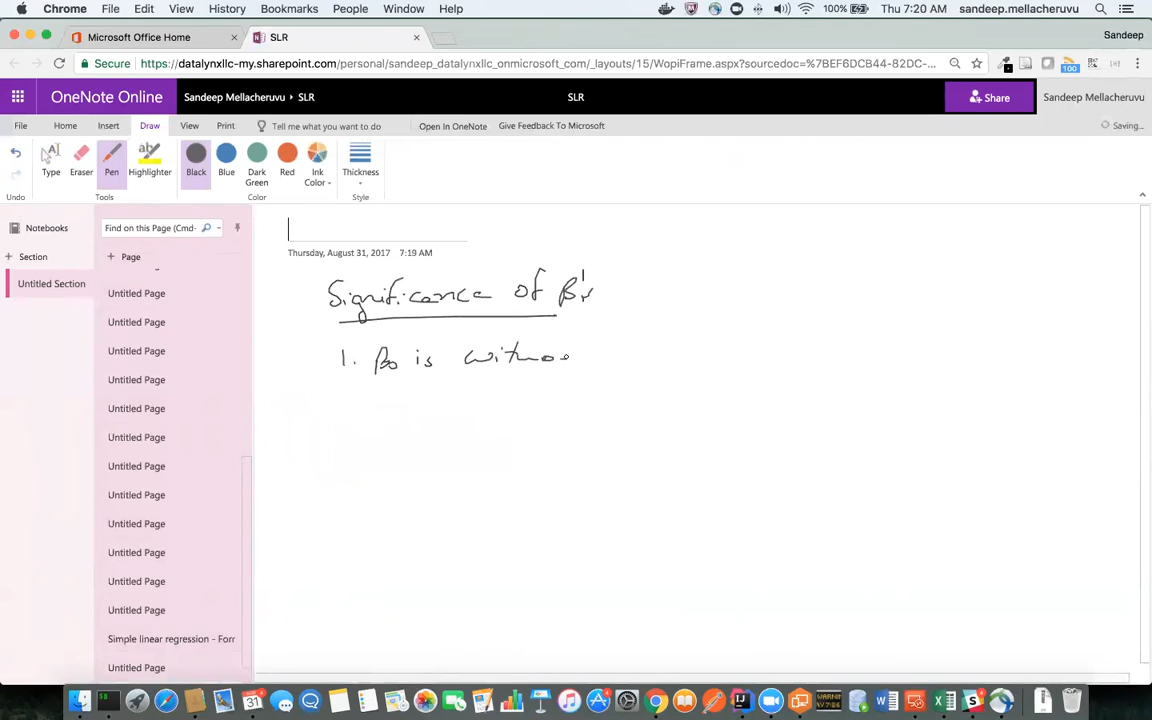 Chrome File Edit View History Bookmarks People Window Help 100% Thu 7:20 AM sandeep.mellacheruvu
Microsoft Office Home SLR Sandeep
Secure https://datalynxllc-my.sharepoint.com/personal/sandeep_datalynxllc_onmicrosoft_com/_layouts/15/WopiFrame.aspx?sourcedoc=%7BEF6DCB44-82DC-... 100
OneNote Online Sandeep Mellacheruvu ▸ SLR SLR Share Sandeep Mellacheruvu
File Home Insert Draw View Print Tell me what you want to do Open In OneNote Give Feedback To Microsoft Saving...
Type Eraser Pen Highlighter Black Blue Dark Green Red Ink Color Thickness
Undo Tools Color Style
Notebooks Find on this Page (Cmd-
Section Page
Thursday, August 31, 2017 7:19 AM
Untitled Section
Untitled Page
Untitled Page
Untitled Page
Untitled Page
Untitled Page
Untitled Page
Untitled Page
Untitled Page
Untitled Page
Untitled Page
Untitled Page
Untitled Page
Simple linear regression - Forr
Untitled Page
Significance of β's
1. β0 is